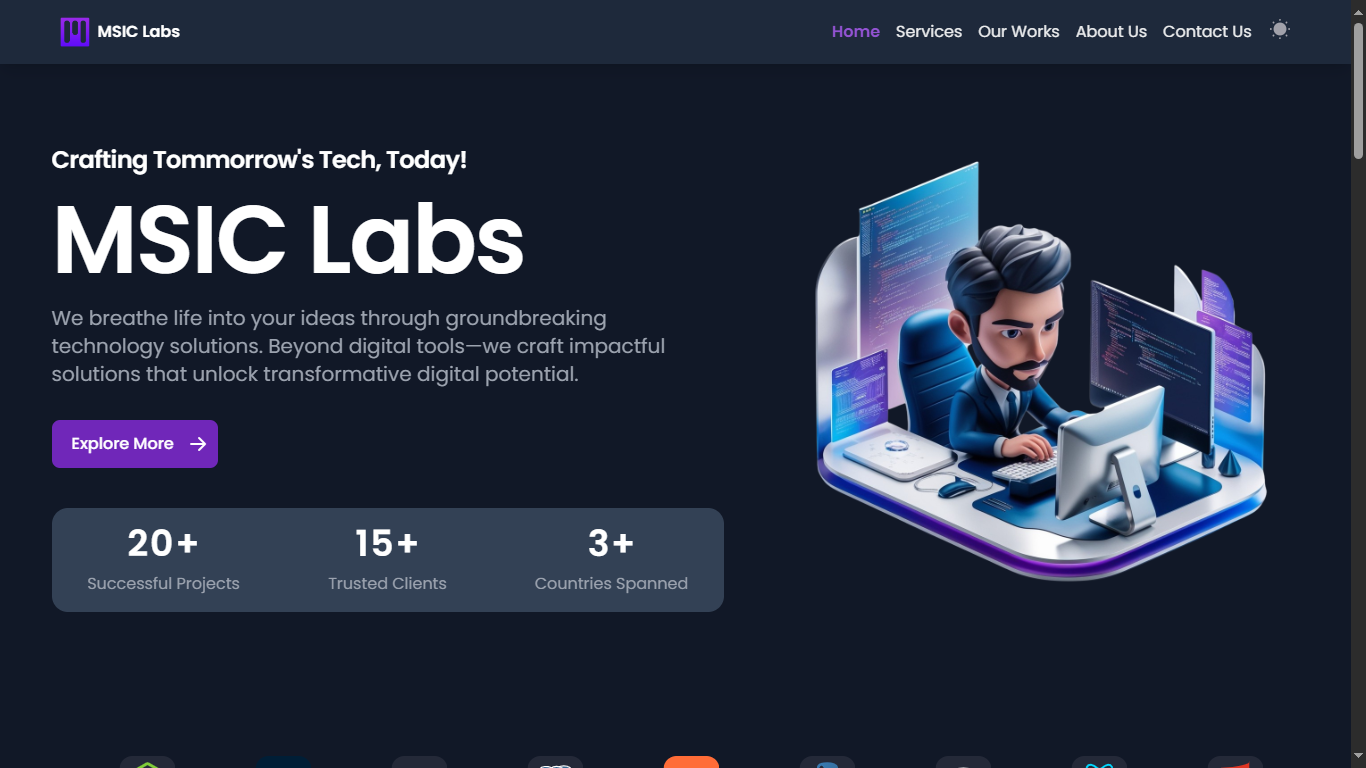 MSIC Labs
Home Services Our Works About Us Contact Us
Crafting Tommorrow's Tech, Today!
MSIC Labs
We breathe life into your ideas through groundbreaking
technology solutions. Beyond digital tools—we craft impactful
solutions that unlock transformative digital potential.
Explore More
20+ 15+ 3+
Successful Projects Trusted Clients Countries Spanned